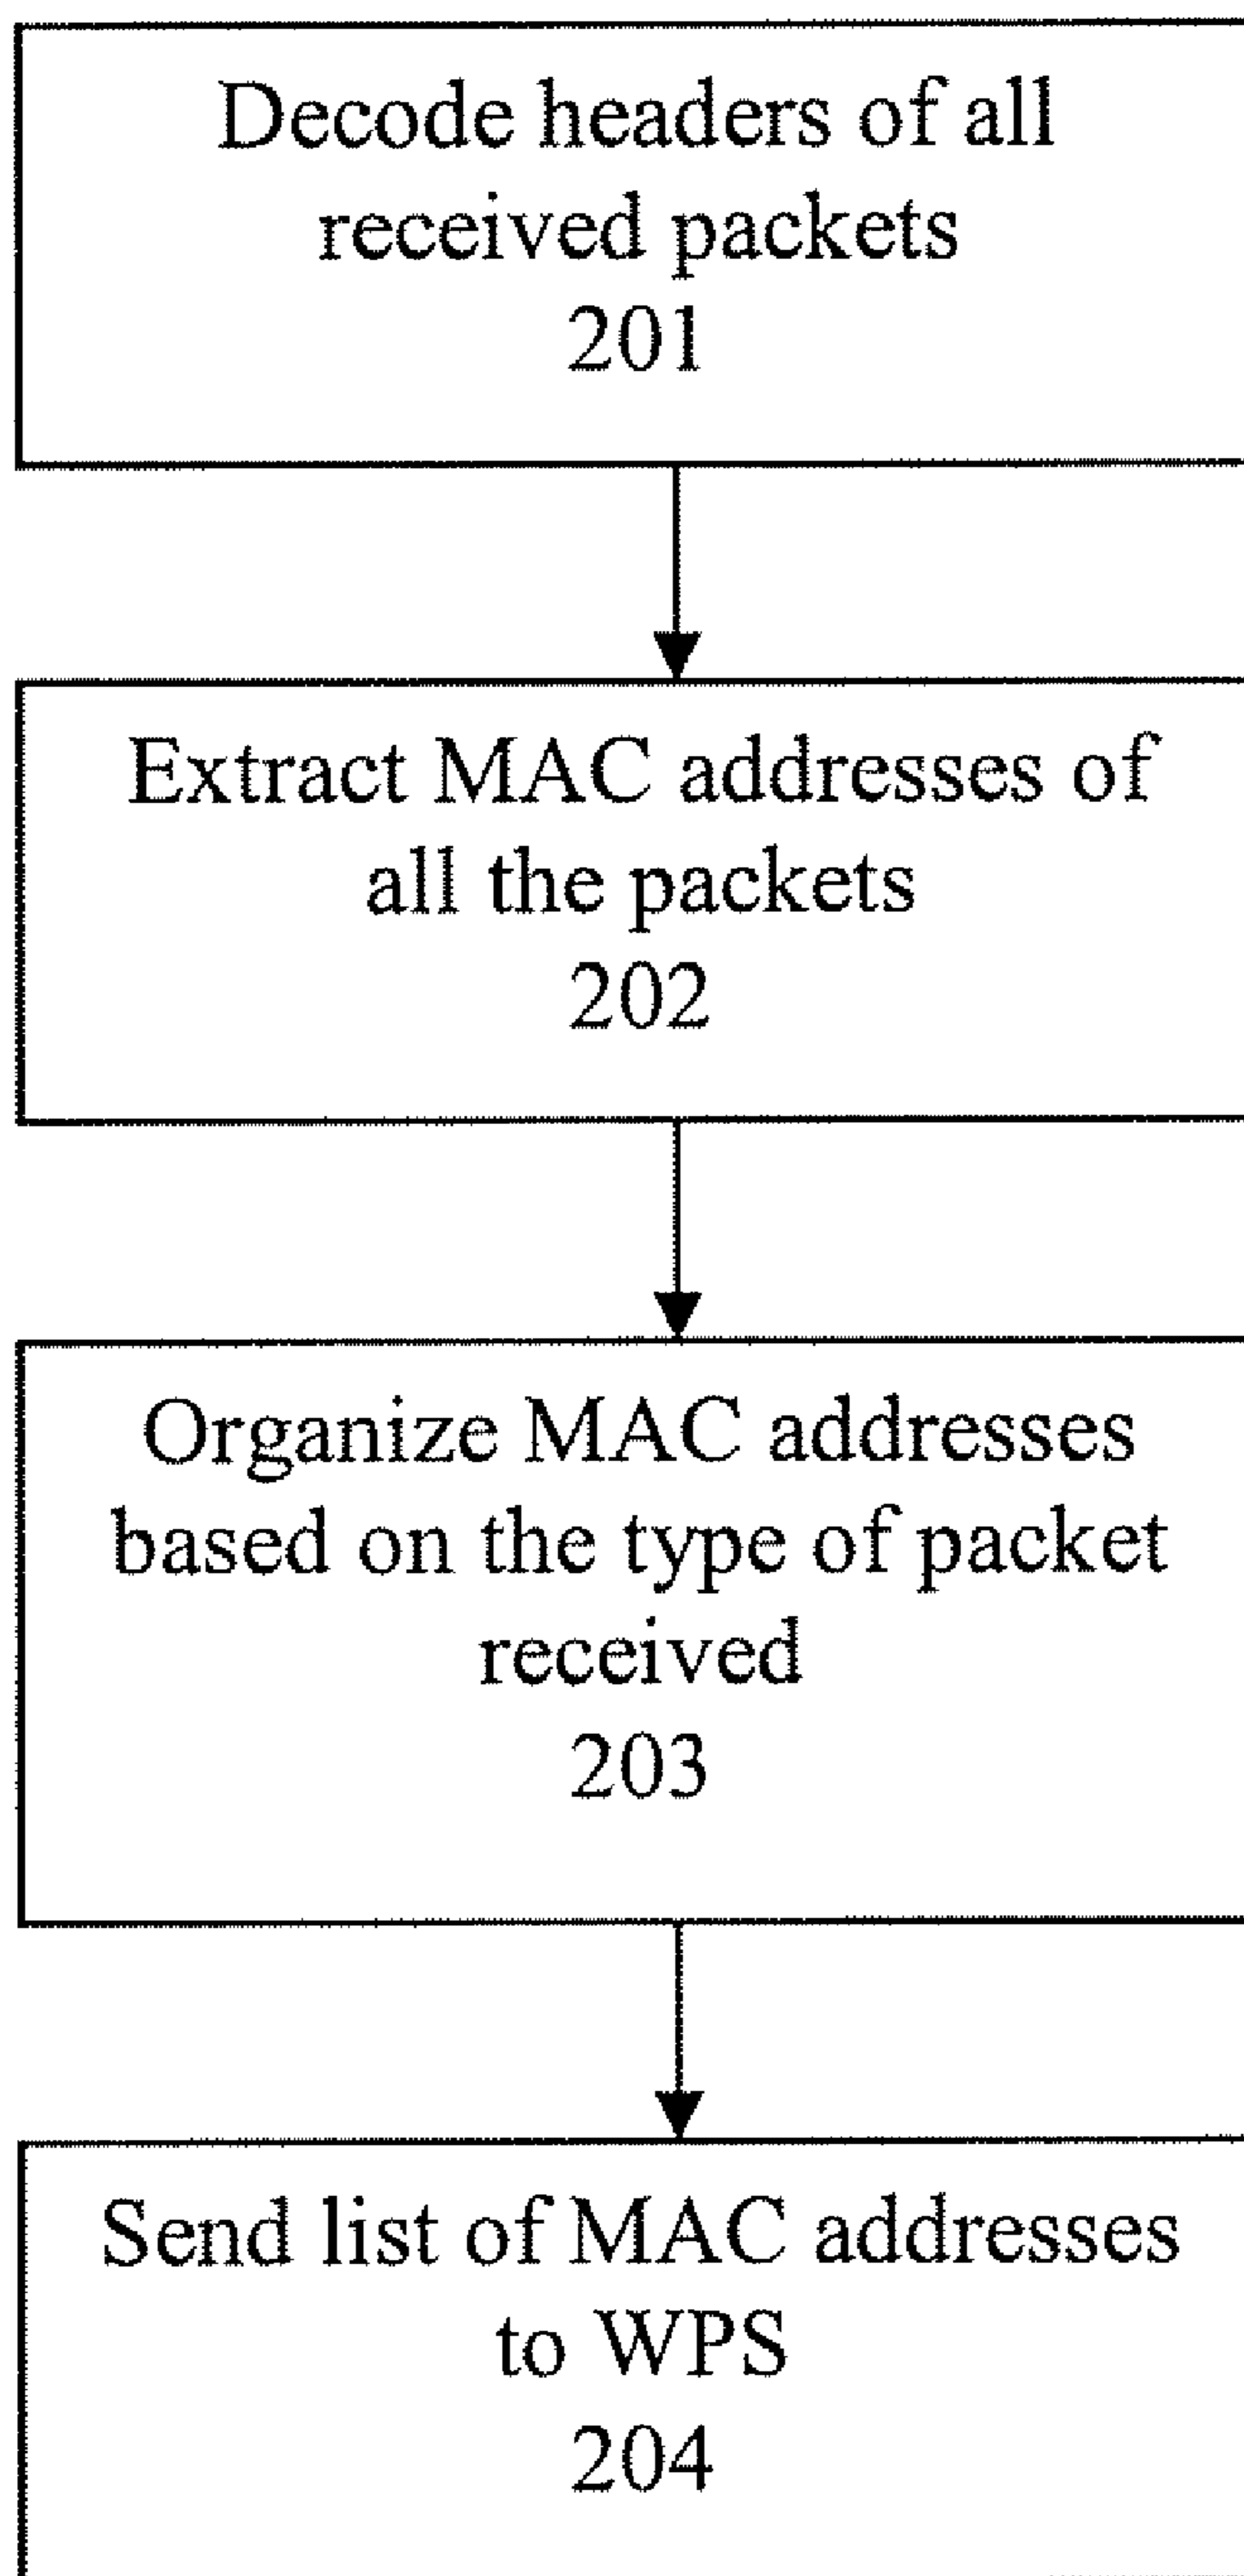 Decode headers of all
received packets
201
Extract MAC addresses of
all the packets
202
Organize MAC addresses
based on the type of packet
received
203
Send list of MAC addresses
to WPS
204